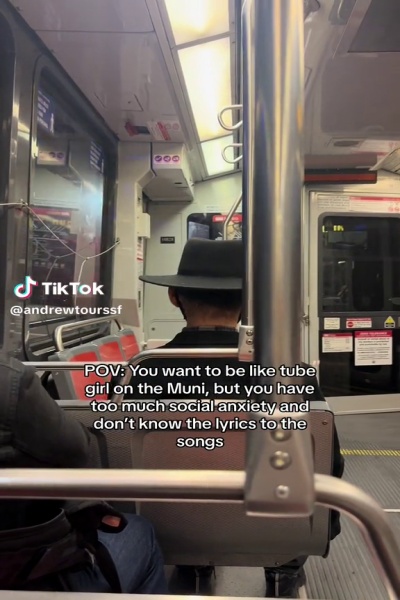 TikTok
@andrewtourssf
POV: You want to be like tube
girl on the Muni, but you have
too much social anxiety and
don't know the lyrics to the
songs